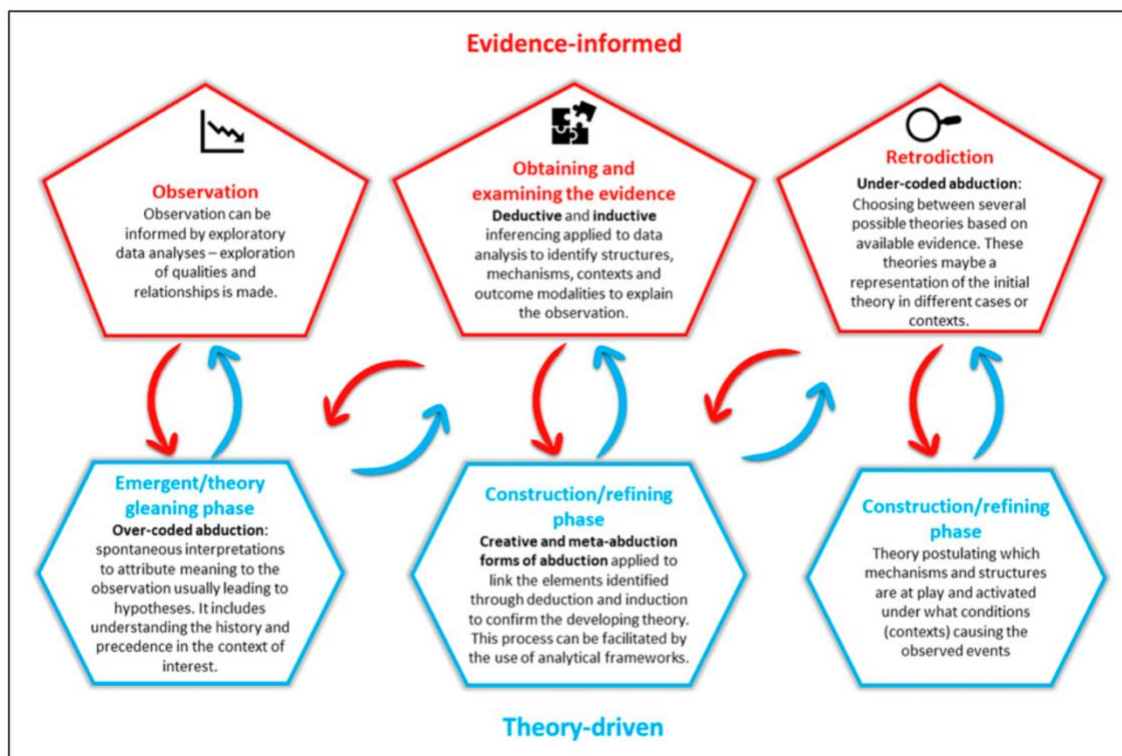 Evidence-informed
Observation
Observation can be
informed by exploratory
data analyses – exploration
of qualities and
relationships is made.
Obtaining and
examining the evidence
Deductive and inductive
inferencing applied to data
analysis to identify structures,
mechanisms, contexts and
outcome modalities to explain
the observation.
Retrodiction
Under-coded abduction:
Choosing between several
possible theories based on
available evidence. These
theories maybe a
representation of the initial
theory in different cases or
contexts.
Emergent/theory
gleaning phase
Over-coded abduction:
spontaneous interpretations
to attribute meaning to the
observation usually leading to
hypotheses. It includes
understanding the history and
precedence in the context of
interest.
Construction/refining
phase
Creative and meta-abduction
forms of abduction applied to
link the elements identified
through deduction and induction
to confirm the developing theory.
This process can be facilitated by
the use of analytical frameworks.
Construction/refining
phase
Theory postulating which
mechanisms and structures
are at play and activated
under what conditions
(contexts) causing the
observed events
Theory-driven